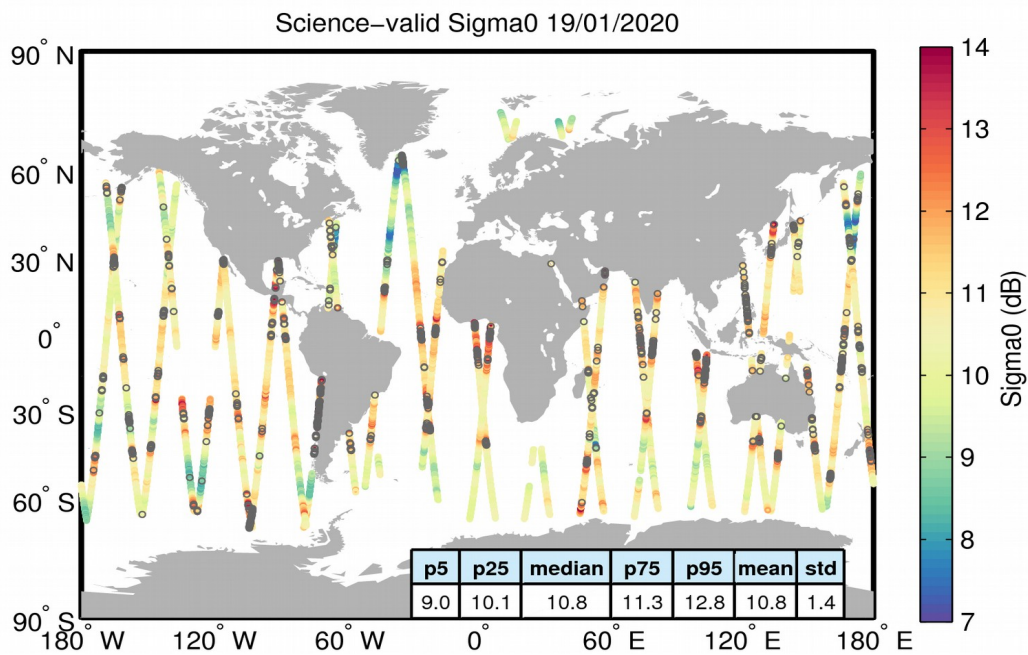 Science−valid Sigma0 19/01/2020
90° N
60° N
30° N
0°
30° S
60° S
90° S
180° W
120° W
60° W
0°
60° E
120° E
180° E
p5 p25 median p75 p95 mean std
9.0 10.1 10.8 11.3 12.8 10.8 1.4
14
13
12
11
10
9
8
7
Sigma0 (dB)